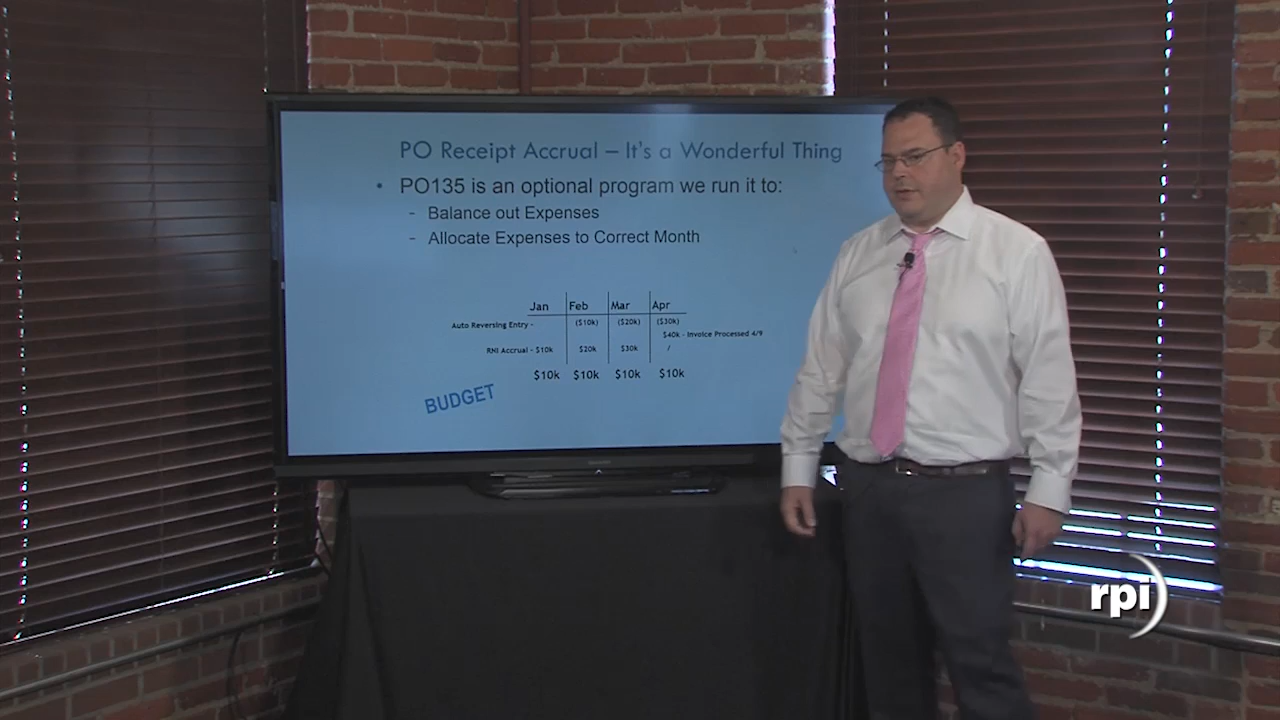 PO Receipt Accrual – It's a Wonderful Thing
• PO135 is an optional program we run it to:
- Balance out Expenses
- Allocate Expenses to Correct Month
Jan Feb Mar Apr
Auto Reversing Entry - ($10k) ($20k) ($30k)
$40k - Invoice Processed 4/9
RNI Accrual - $10k $20k $30k /
$10k $10k $10k $10k
BUDGET
rpi